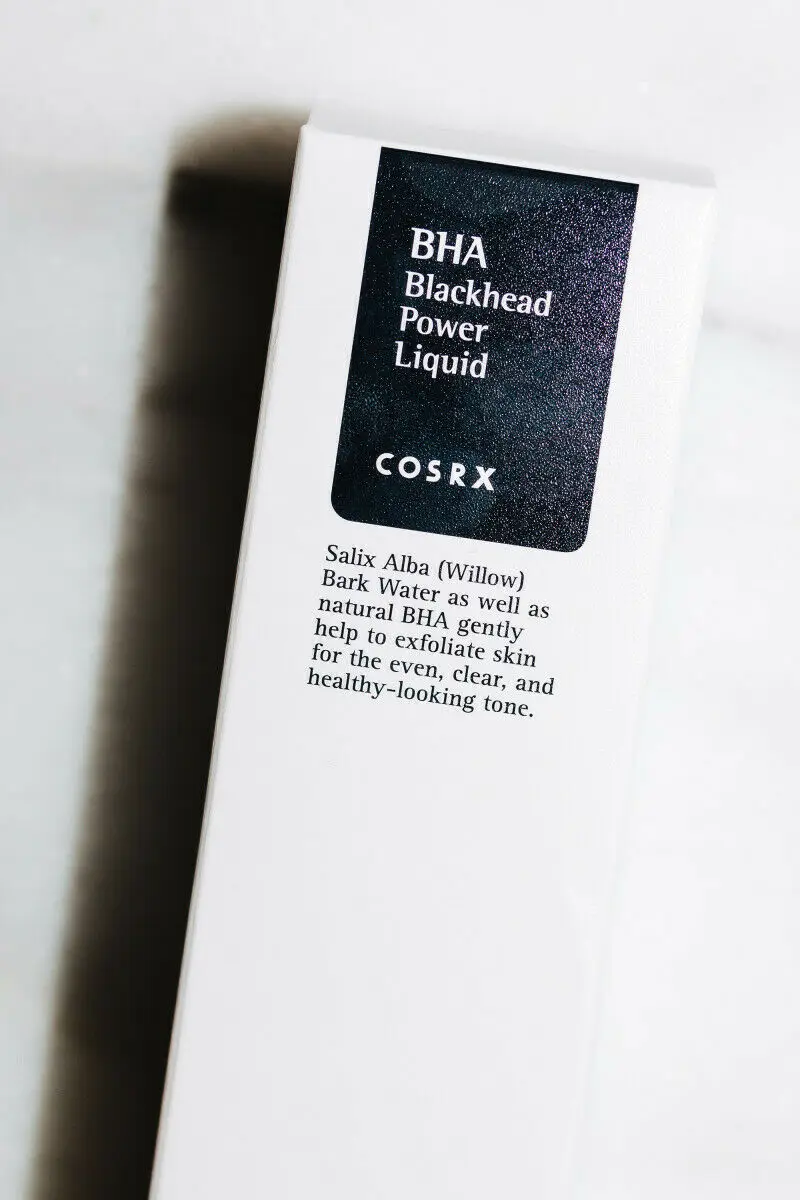 BHA
Blackhead
Power
Liquid
COSRX
Salix Alba (Willow)
Bark Water as well as
natural BHA gently
help to exfoliate skin
for the even, clear, and
healthy-looking tone.